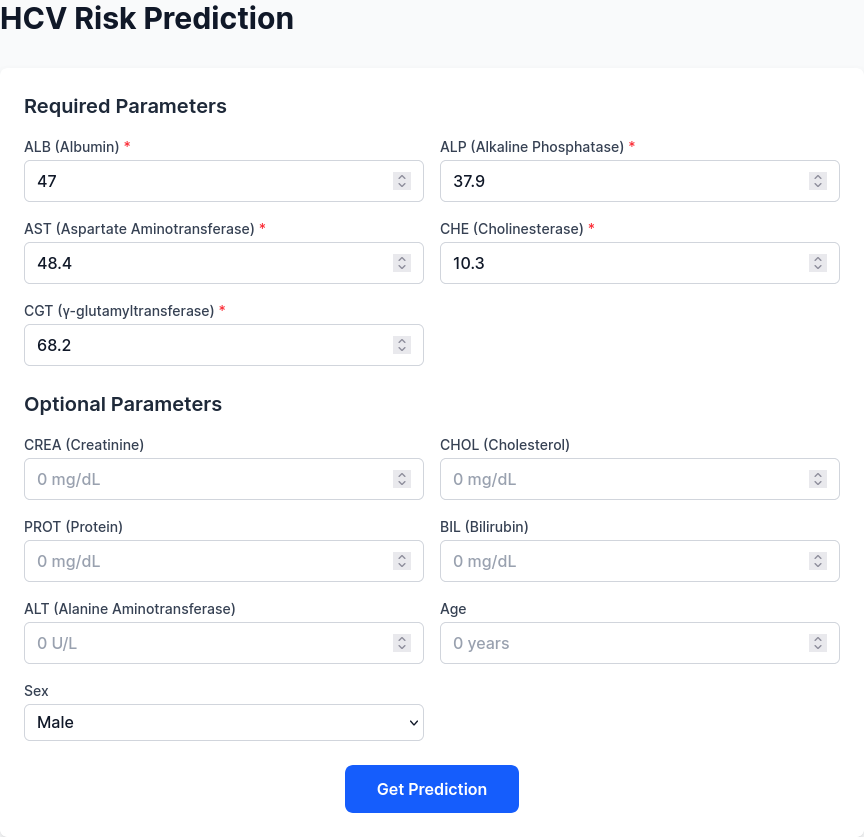 HCV Risk Prediction
Required Parameters
ALB (Albumin) *
ALP (Alkaline Phosphatase) *
47
37.9
AST (Aspartate Aminotransferase) *
CHE (Cholinesterase) *
48.4
10.3
CGT (γ-glutamyltransferase) *
68.2
Optional Parameters
CREA (Creatinine)
CHOL (Cholesterol)
0 mg/dL
0 mg/dL
PROT (Protein)
BIL (Bilirubin)
0 mg/dL
0 mg/dL
ALT (Alanine Aminotransferase)
Age
0 U/L
0 years
Sex
Male
Get Prediction